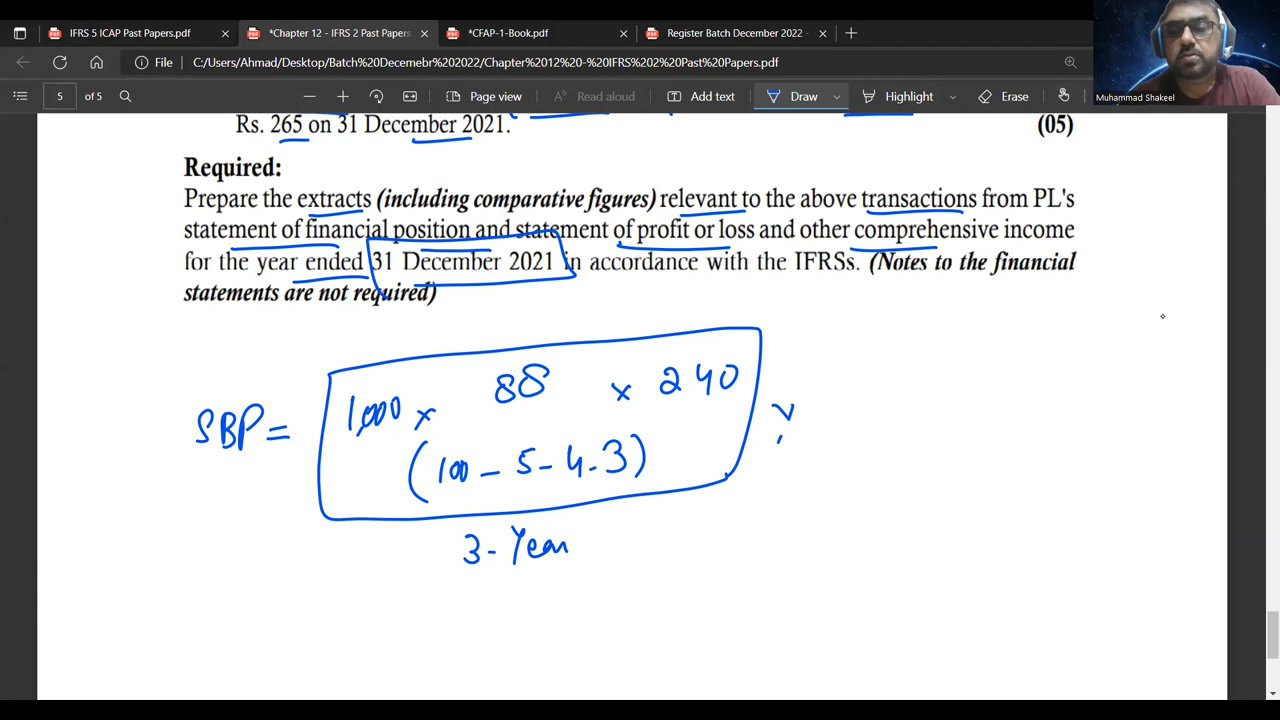 IFRS 5 ICAP Past Papers.pdf
*Chapter 12 - IFRS 2 Past Papers
*CFAP-1-Book.pdf
Register Batch December 2022 -
File C:/Users/Ahmad/Desktop/Batch%20Decemebr%202022/Chapter%2012%20-%20IFRS%202%20Past%20Papers.pdf
Muhammad Shakeel
5 of 5 Page view Read aloud Add text Draw Highlight Erase
Rs. 265 on 31 December 2021. (05)
Required:
Prepare the extracts (including comparative figures) relevant to the above transactions from PL's
statement of financial position and statement of profit or loss and other comprehensive income
for the year ended 31 December 2021 in accordance with the IFRSs. (Notes to the financial
statements are not required)
SBP = 1,000 x 88 x 240
(100 - 5 - 4 - 3)
3 - Year